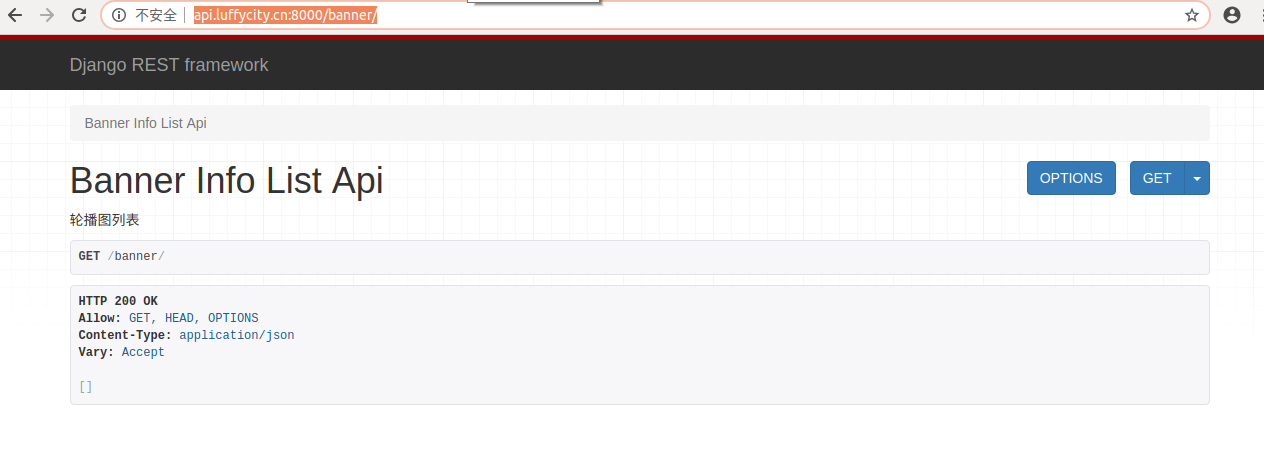 不安全 api.luffycity.cn:8000/banner/
Django REST framework
Banner Info List Api
Banner Info List Api
OPTIONS GET
轮播图列表
GET /banner/
HTTP 200 OK
Allow: GET, HEAD, OPTIONS
Content-Type: application/json
Vary: Accept
[]